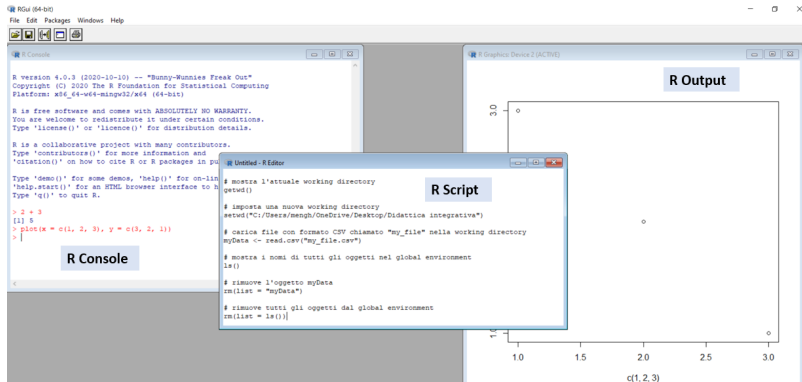 RGui (64-bit)
File Edit Packages Windows Help
R Console
R version 4.0.3 (2020-10-10) -- "Bunny-Wunnies Freak Out"
Copyright (C) 2020 The R Foundation for Statistical Computing
Platform: x86_64-w64-mingw32/x64 (64-bit)
R is free software and comes with ABSOLUTELY NO WARRANTY.
You are welcome to redistribute it under certain conditions.
Type 'license()' or 'licence()' for distribution details.
R is a collaborative project with many contributors.
Type 'contributors()' for more information and
'citation()' on how to cite R or R packages in pu
Type 'demo()' for some demos, 'help()' for on-lin
'help.start()' for an HTML browser interface to h
Type 'q()' to quit R.
> 2 + 3
[1] 5
> plot(x = c(1, 2, 3), y = c(3, 2, 1))
>
R Console
Untitled - R Editor
# mostra l'attuale working directory
getwd()
R Script
# imposta una nuova working directory
setwd("C:/Users/mengh/OneDrive/Desktop/Didattica integrativa")
# carica file con formato CSV chiamato "my_file" nella working directory
myData <- read.csv("my_file.csv")
# mostra i nomi di tutti gli oggetti nel global environment
ls()
# rimuove l'oggetto myData
rm(list = "myData")
# rimuove tutti gli oggetti dal global environment
rm(list = ls())
R Graphics: Device 2 (ACTIVE)
R Output
3.0
1.0
1.0 1.5 2.0 2.5 3.0
c(1, 2, 3)